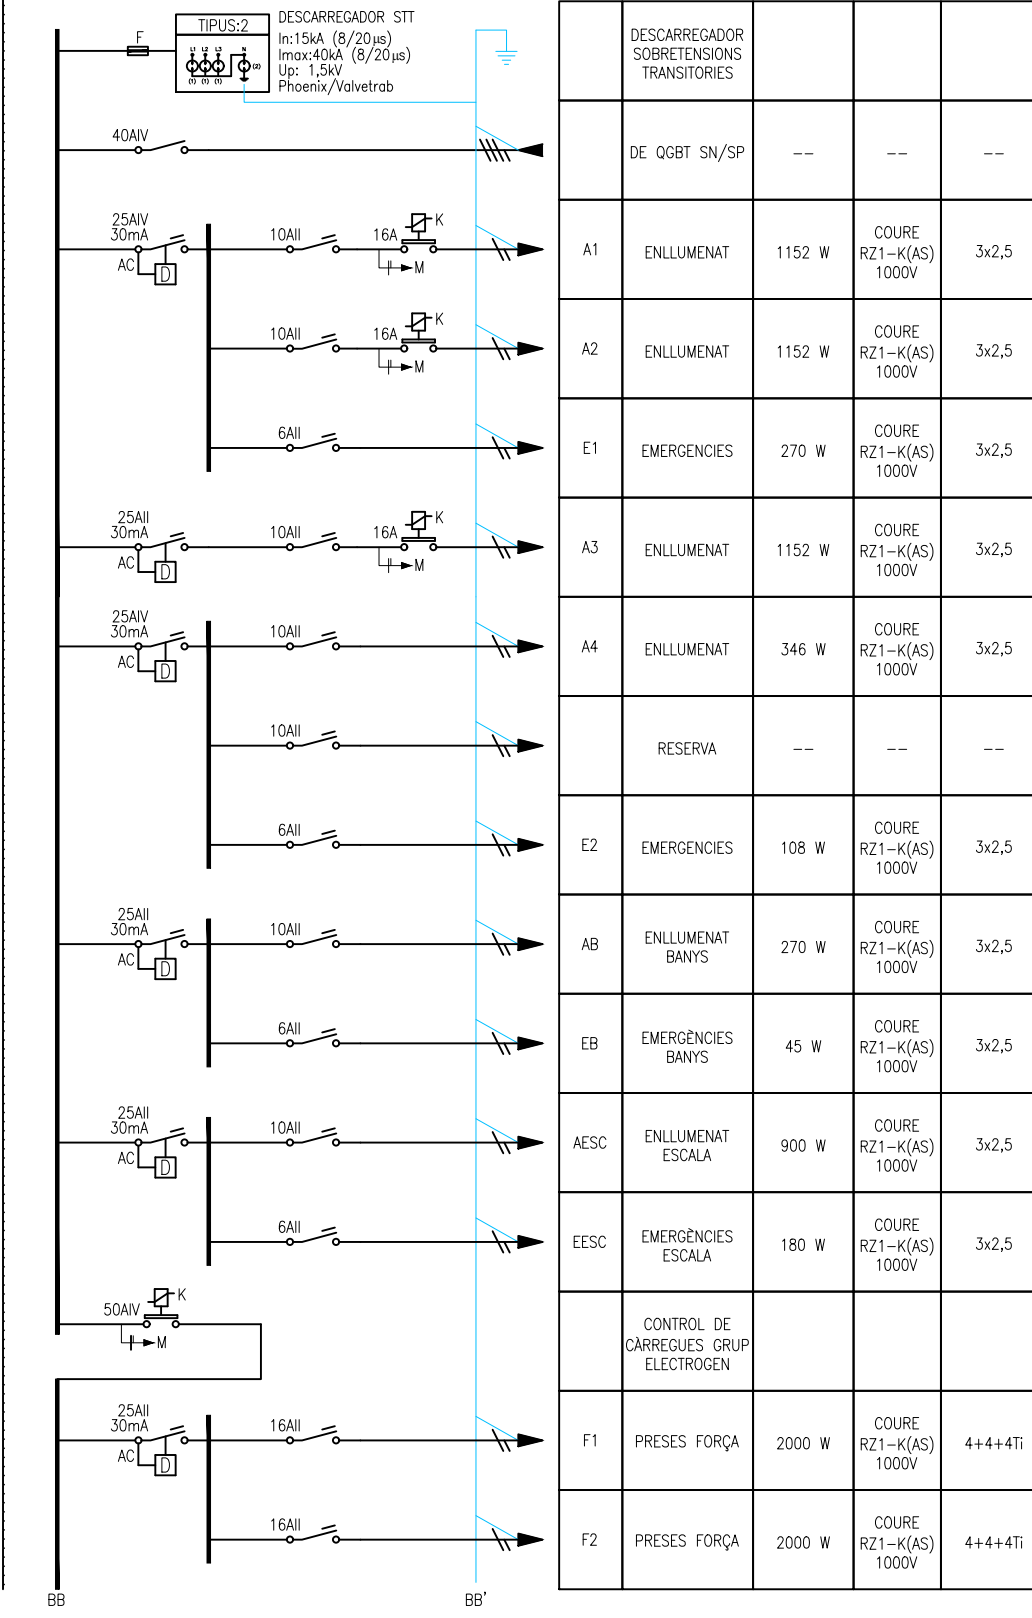 TIPUS:2
L1 L2 L3 N
(1) (1) (1) (2)
F
DESCARREGADOR STT
In:15kA (8/20µs)
Imax:40kA (8/20µs)
Up: 1,5kV
Phoenix/Valvetrab
DESCARREGADOR
SOBRETENSIONS
TRANSITORIES
40AIV
DE QGBT SN/SP -- -- --
25AIV
30mA
AC D
10AII
16A K
M
A1 ENLLUMENAT 1152 W
COURE
RZ1-K(AS)
1000V
3x2,5
10AII
16A K
M
A2 ENLLUMENAT 1152 W
COURE
RZ1-K(AS)
1000V
3x2,5
6AII
E1 EMERGENCIES 270 W
COURE
RZ1-K(AS)
1000V
3x2,5
25AII
30mA
AC D
10AII
16A K
M
A3 ENLLUMENAT 1152 W
COURE
RZ1-K(AS)
1000V
3x2,5
25AIV
30mA
AC D
10AII
A4 ENLLUMENAT 346 W
COURE
RZ1-K(AS)
1000V
3x2,5
10AII
RESERVA -- -- --
6AII
E2 EMERGENCIES 108 W
COURE
RZ1-K(AS)
1000V
3x2,5
25AII
30mA
AC D
10AII
AB
ENLLUMENAT
BANYS
270 W
COURE
RZ1-K(AS)
1000V
3x2,5
6AII
EB
EMERGÈNCIES
BANYS
45 W
COURE
RZ1-K(AS)
1000V
3x2,5
25AII
30mA
AC D
10AII
AESC
ENLLUMENAT
ESCALA
900 W
COURE
RZ1-K(AS)
1000V
3x2,5
6AII
EESC
EMERGÈNCIES
ESCALA
180 W
COURE
RZ1-K(AS)
1000V
3x2,5
50AIV K
M
CONTROL DE
CÀRREGUES GRUP
ELECTROGEN
25AII
30mA
AC D
16AII
F1 PRESES FORÇA 2000 W
COURE
RZ1-K(AS)
1000V
4+4+4Ti
16AII
F2 PRESES FORÇA 2000 W
COURE
RZ1-K(AS)
1000V
4+4+4Ti
BB BB'